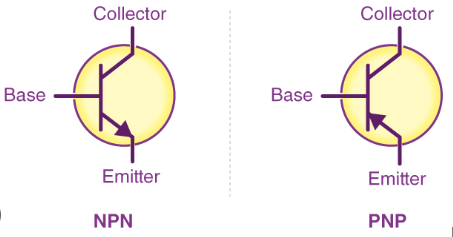 Collector
Base
Emitter
NPN
Collector
Base
Emitter
PNP